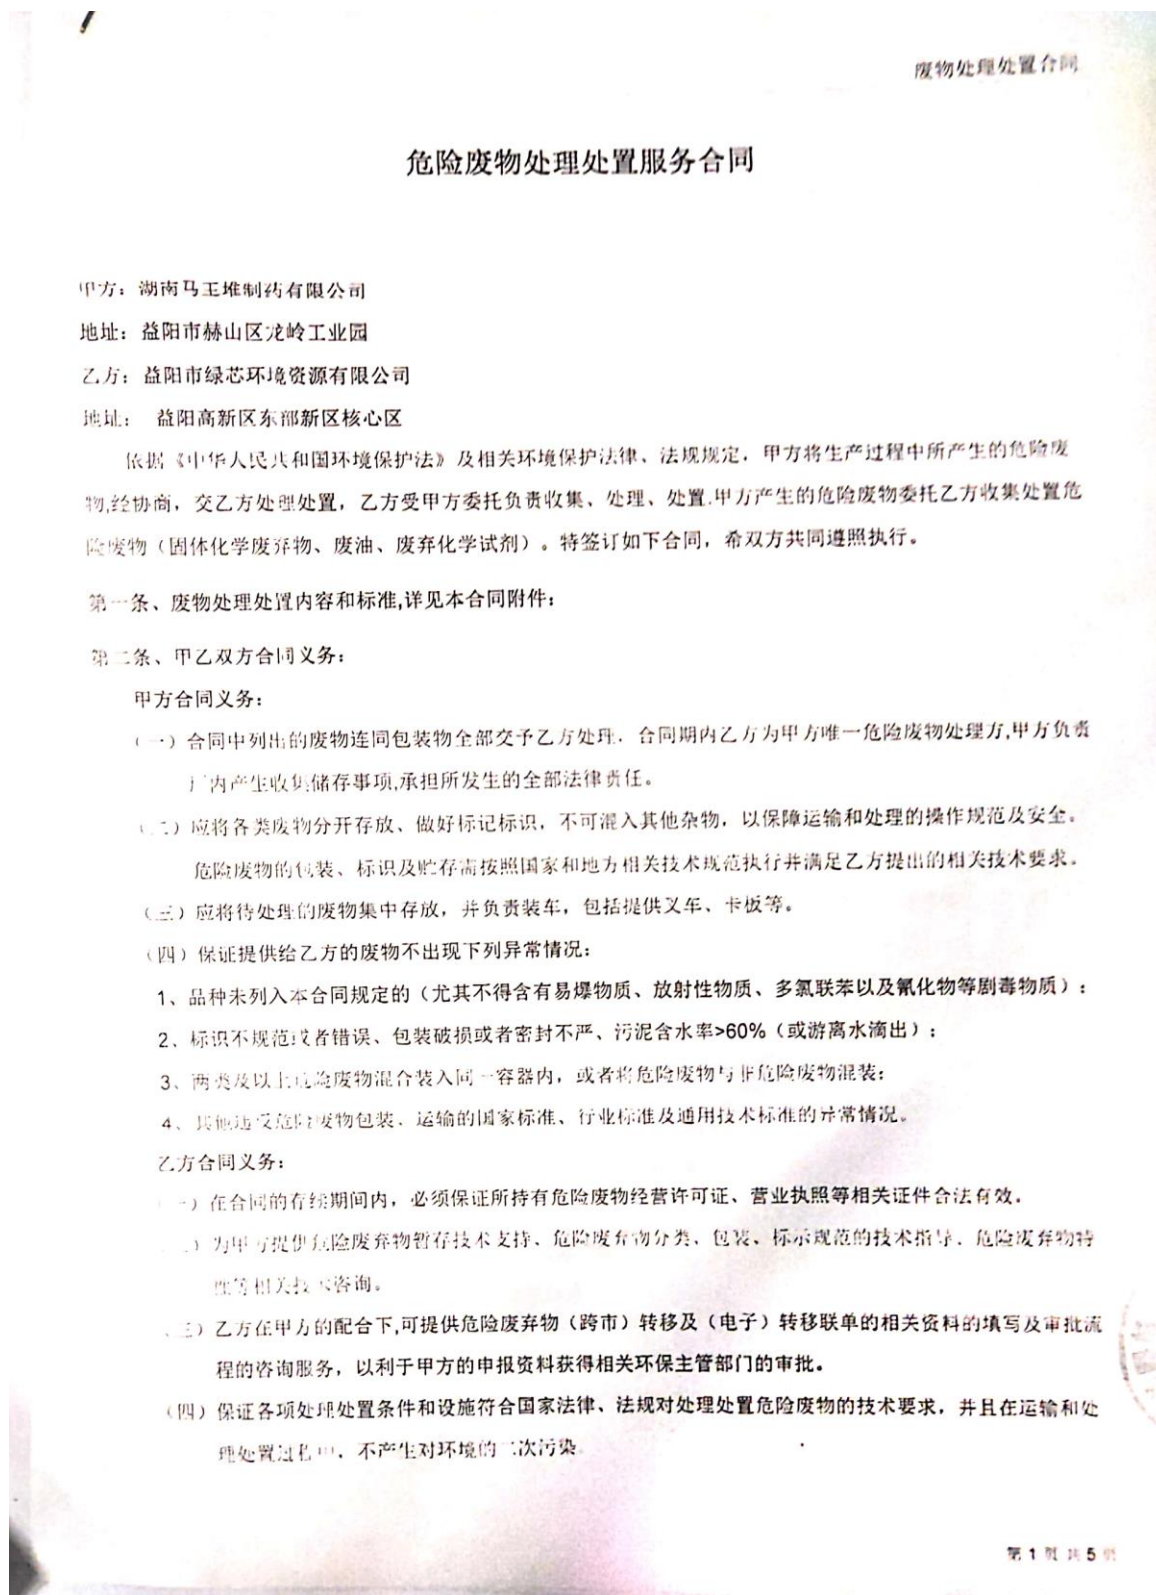 废物处理处置合同
危险废物处理处置服务合同
甲方：湖南马王堆制药有限公司
地址：益阳市赫山区龙岭工业园
乙方：益阳市绿芯环境资源有限公司
地址： 益阳高新区东部新区核心区
依据《中华人民共和国环境保护法》及相关环境保护法律、法规规定，甲方将生产过程中所产生的危险废
物,经协商，交乙方处理处置，乙方受甲方委托负责收集、处理、处置.甲方产生的危险废物委托乙方收集处置危
险废物（固体化学废弃物、废油、废弃化学试剂）。特签订如下合同，希双方共同遵照执行。
第一条、废物处理处置内容和标准,详见本合同附件；
第二条、甲乙双方合同义务：
甲方合同义务：
（一）合同中列出的废物连同包装物全部交予乙方处理．合同期内乙方为甲方唯一危险废物处理方,甲方负责
厂内产生收集储存事项,承担所发生的全部法律责任。
（二）应将各类废物分开存放、做好标记标识，不可混入其他杂物，以保障运输和处理的操作规范及安全。
危险废物的包装、标识及贮存需按照国家和地方相关技术规范执行并满足乙方提出的相关技术要求。
（三）应将待处理的废物集中存放，并负责装车，包括提供叉车、卡板等。
（四）保证提供给乙方的废物不出现下列异常情况：
1、品种未列入本合同规定的（尤其不得含有易爆物质、放射性物质、多氯联苯以及氰化物等剧毒物质）；
2、标识不规范或者错误、包装破损或者密封不严、污泥含水率>60%（或游离水滴出）；
3、两类及以上危险废物混合装入同一容器内，或者将危险废物与非危险废物混装；
4、其他违反危险废物包装、运输的国家标准、行业标准及通用技术标准的异常情况。
乙方合同义务：
（一）在合同的存续期间内，必须保证所持有危险废物经营许可证、营业执照等相关证件合法有效．
（二）为甲方提供危险废弃物暂存技术支持、危险废弃物分类、包装、标示规范的技术指导、危险废弃物特
性等相关技术咨询。
（三）乙方在甲方的配合下,可提供危险废弃物（跨市）转移及（电子）转移联单的相关资料的填写及审批流
程的咨询服务，以利于甲方的申报资料获得相关环保主管部门的审批。
（四）保证各项处理处置条件和设施符合国家法律、法规对处理处置危险废物的技术要求，并且在运输和处
理处置过程中，不产生对环境的二次污染
第 1 页 共 5 页